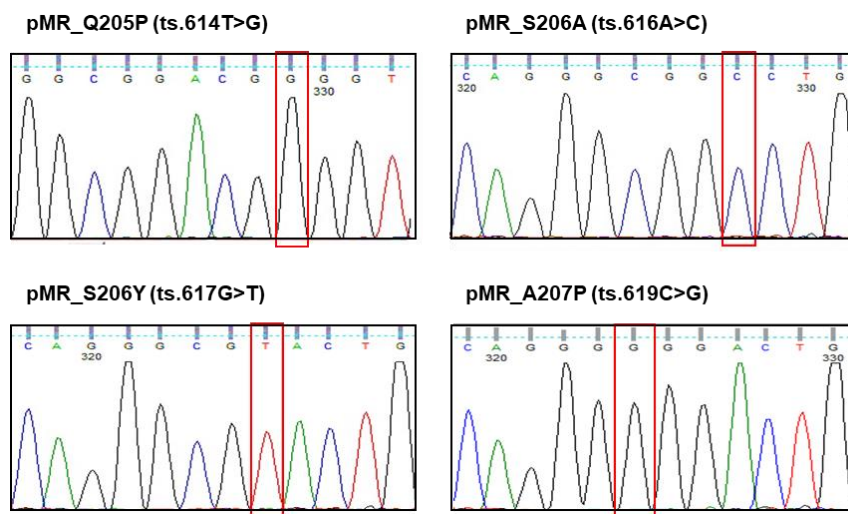 pMR_Q205P (ts.614T>G)
G G C G G A C G G G G T
330
pMR_S206A (ts.616A>C)
C A G G G C G G C C T G
320 330
pMR_S206Y (ts.617G>T)
C A G G G C G T A C T G
320
pMR_A207P (ts.619C>G)
C A G G G G G G A C T G
320 330